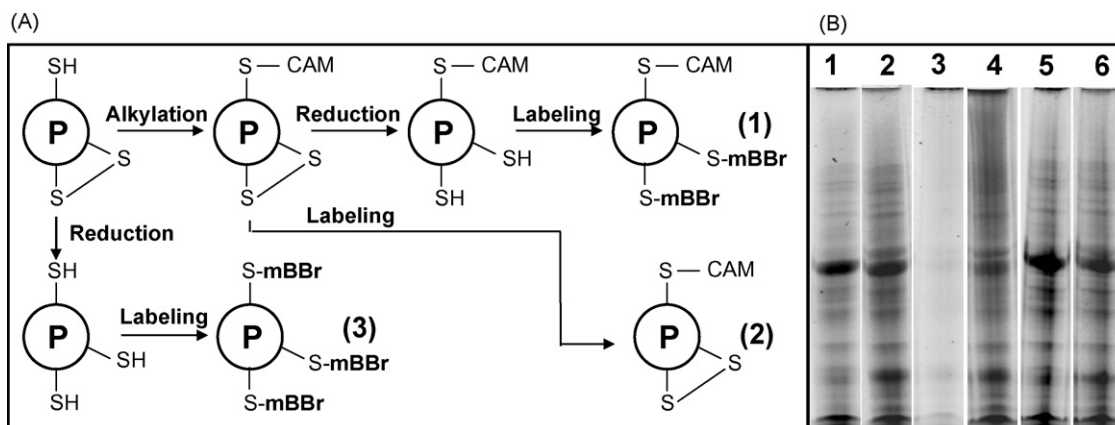 (A)
(B)
SH
P
S
S
Alkylation
S — CAM
P
S
S
Reduction
S — CAM
P
SH
SH
Labeling
S — CAM
P
(1)
S-mBBr
S-mBBr
Reduction
Labeling
SH
P
SH
SH
Labeling
S-mBBr
P
(3)
S-mBBr
S-mBBr
S — CAM
P
(2)
S
S
1 2 3 4 5 6